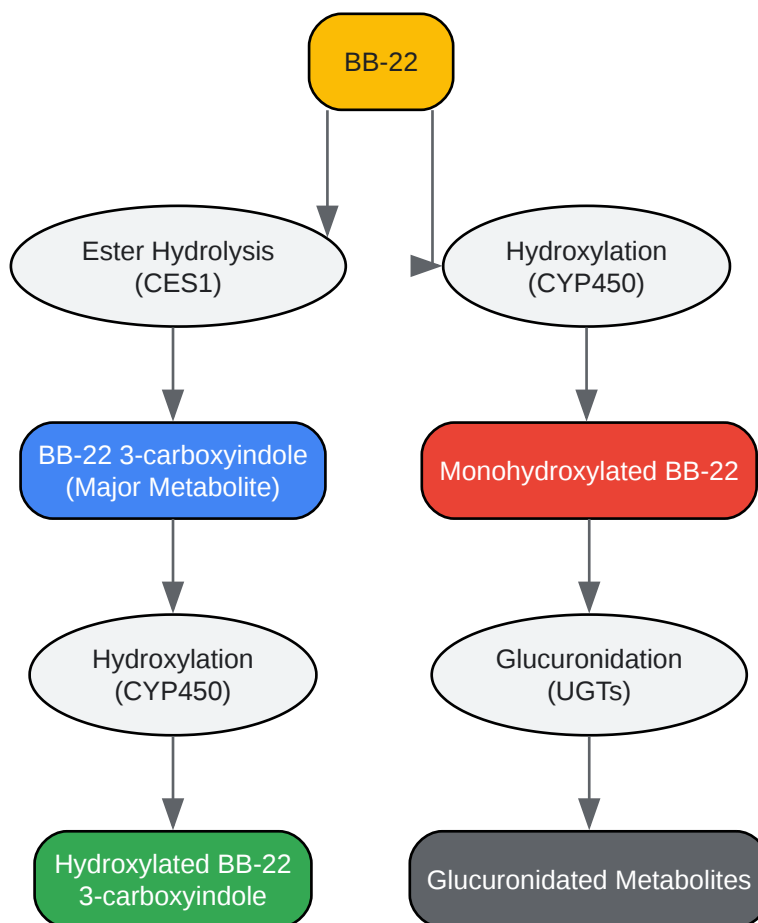 BB-22
Ester Hydrolysis
(CES1)
Hydroxylation
(CYP450)
BB-22 3-carboxyindole
(Major Metabolite)
Monohydroxylated BB-22
Hydroxylation
(CYP450)
Glucuronidation
(UGTs)
Hydroxylated BB-22
3-carboxyindole
Glucuronidated Metabolites